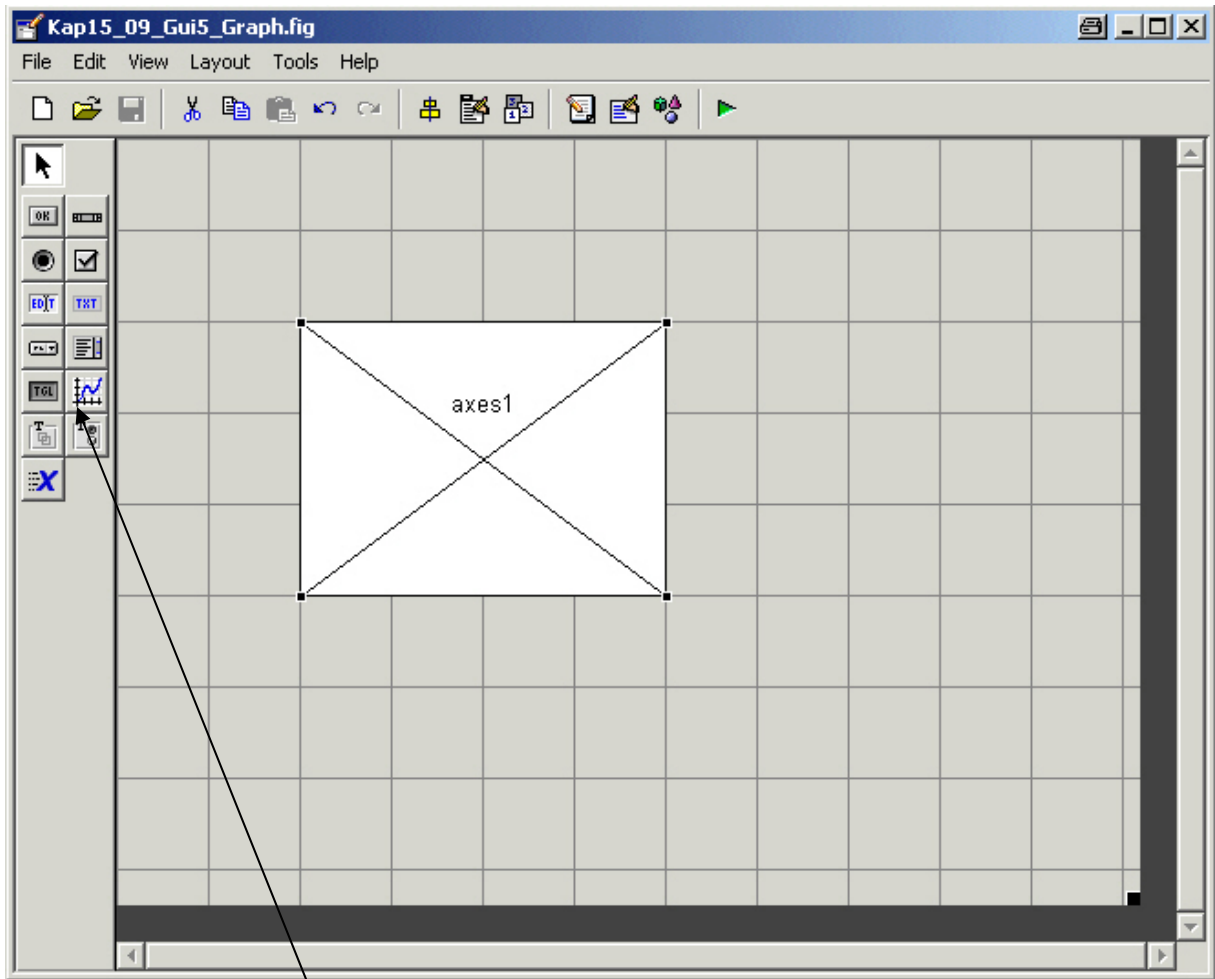 Kap15_09_Gui5_Graph.fig
File Edit View Layout Tools Help
OK
EDIT TXT
TGL
axes1
T T
X